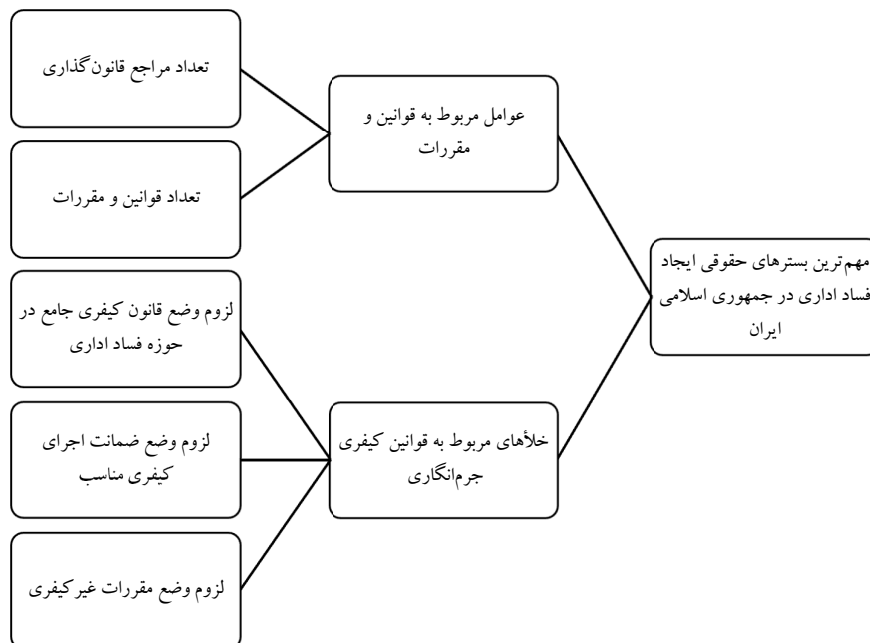 مهم‌ترین بسترهای حقوقی ایجاد
فساد اداری در جمهوری اسلامی
ایران
عوامل مربوط به قوانین و
مقررات
تعداد مراجع قانون‌گذاری
تعداد قوانین و مقررات
خلأهای مربوط به قوانین کیفری
جرم‌انگاری
لزوم وضع قانون کیفری جامع در
حوزه فساد اداری
لزوم وضع ضمانت اجرای
کیفری مناسب
لزوم وضع مقررات غیرکیفری